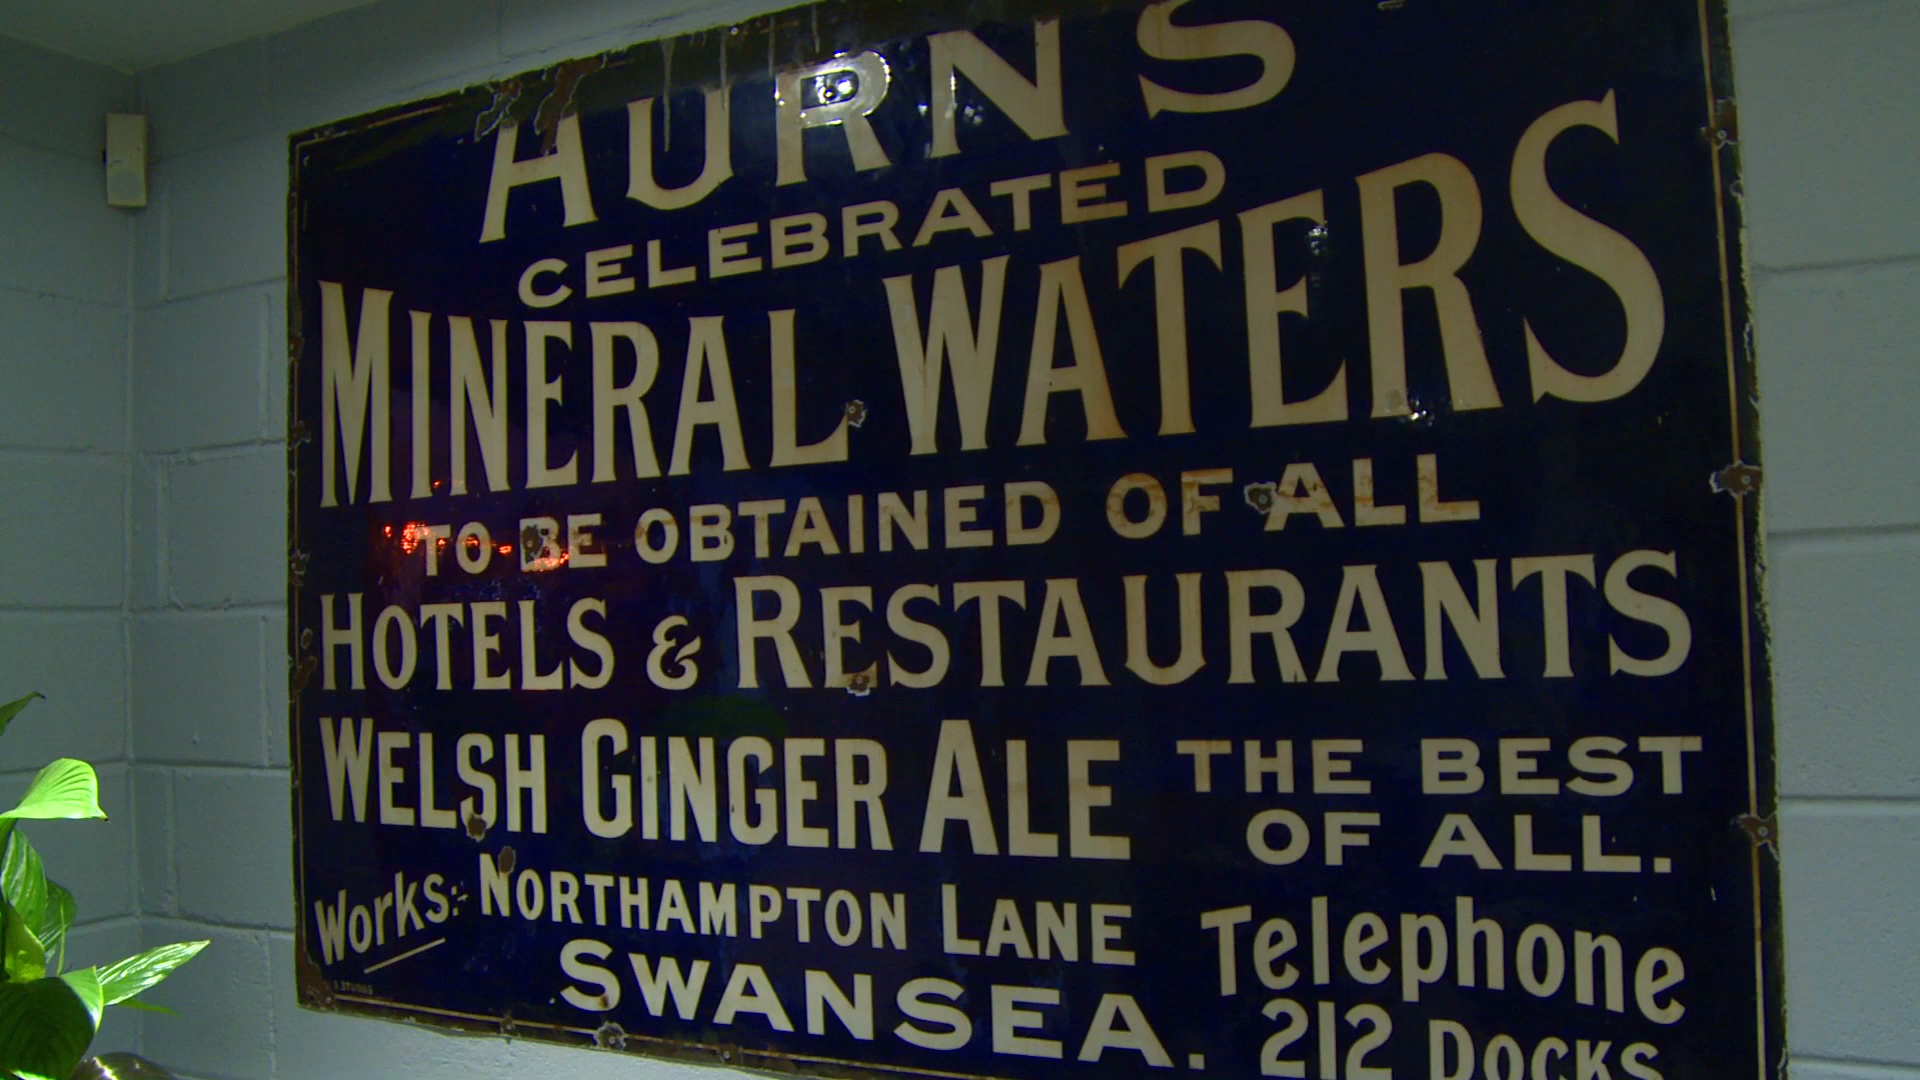 AURNS
CELEBRATED
MINERAL WATERS
TO BE OBTAINED OF ALL
HOTELS & RESTAURANTS
WELSH GINGER ALE THE BEST
OF ALL.
Works:- NORTHAMPTON LANE
SWANSEA.
Telephone
212 DOCKS